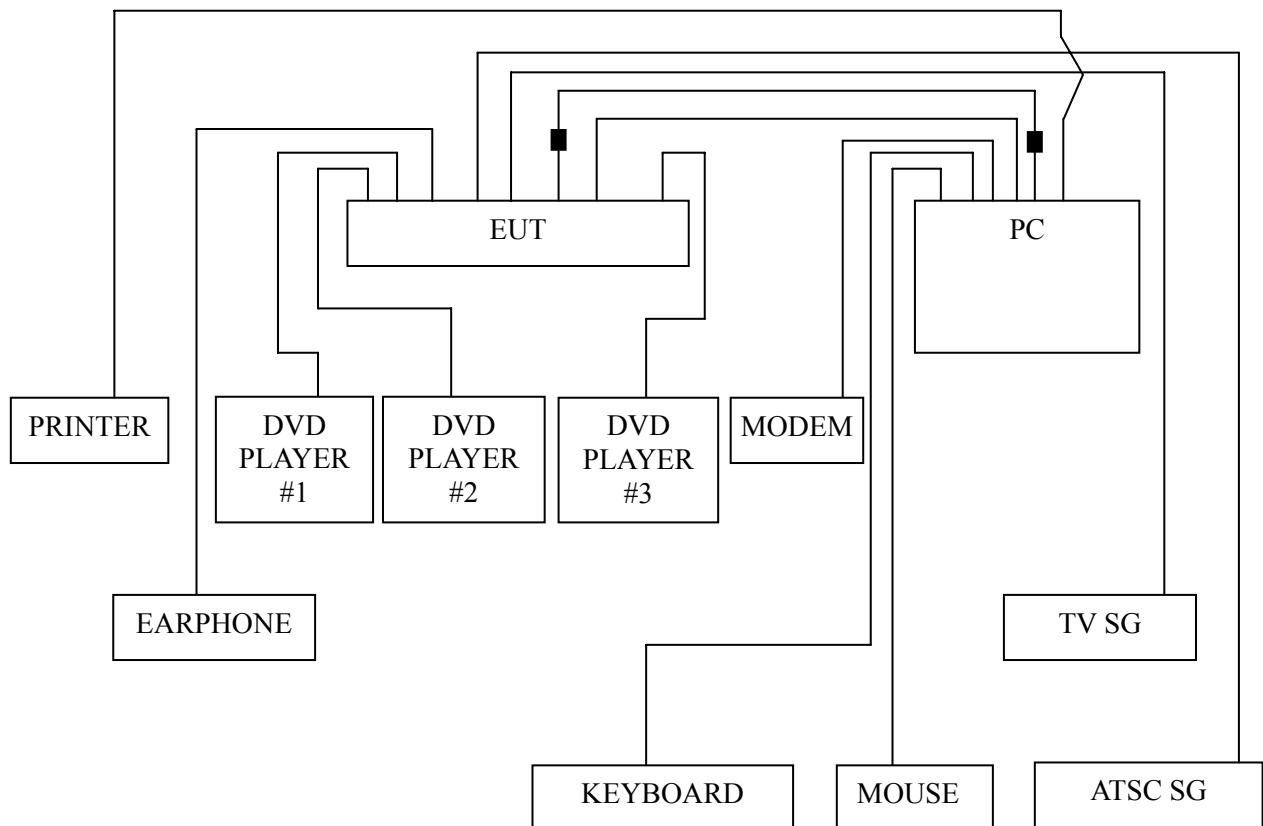 EUT
PC
PRINTER
DVD
PLAYER
#1
DVD
PLAYER
#2
DVD
PLAYER
#3
MODEM
EARPHONE
TV SG
KEYBOARD
MOUSE
ATSC SG